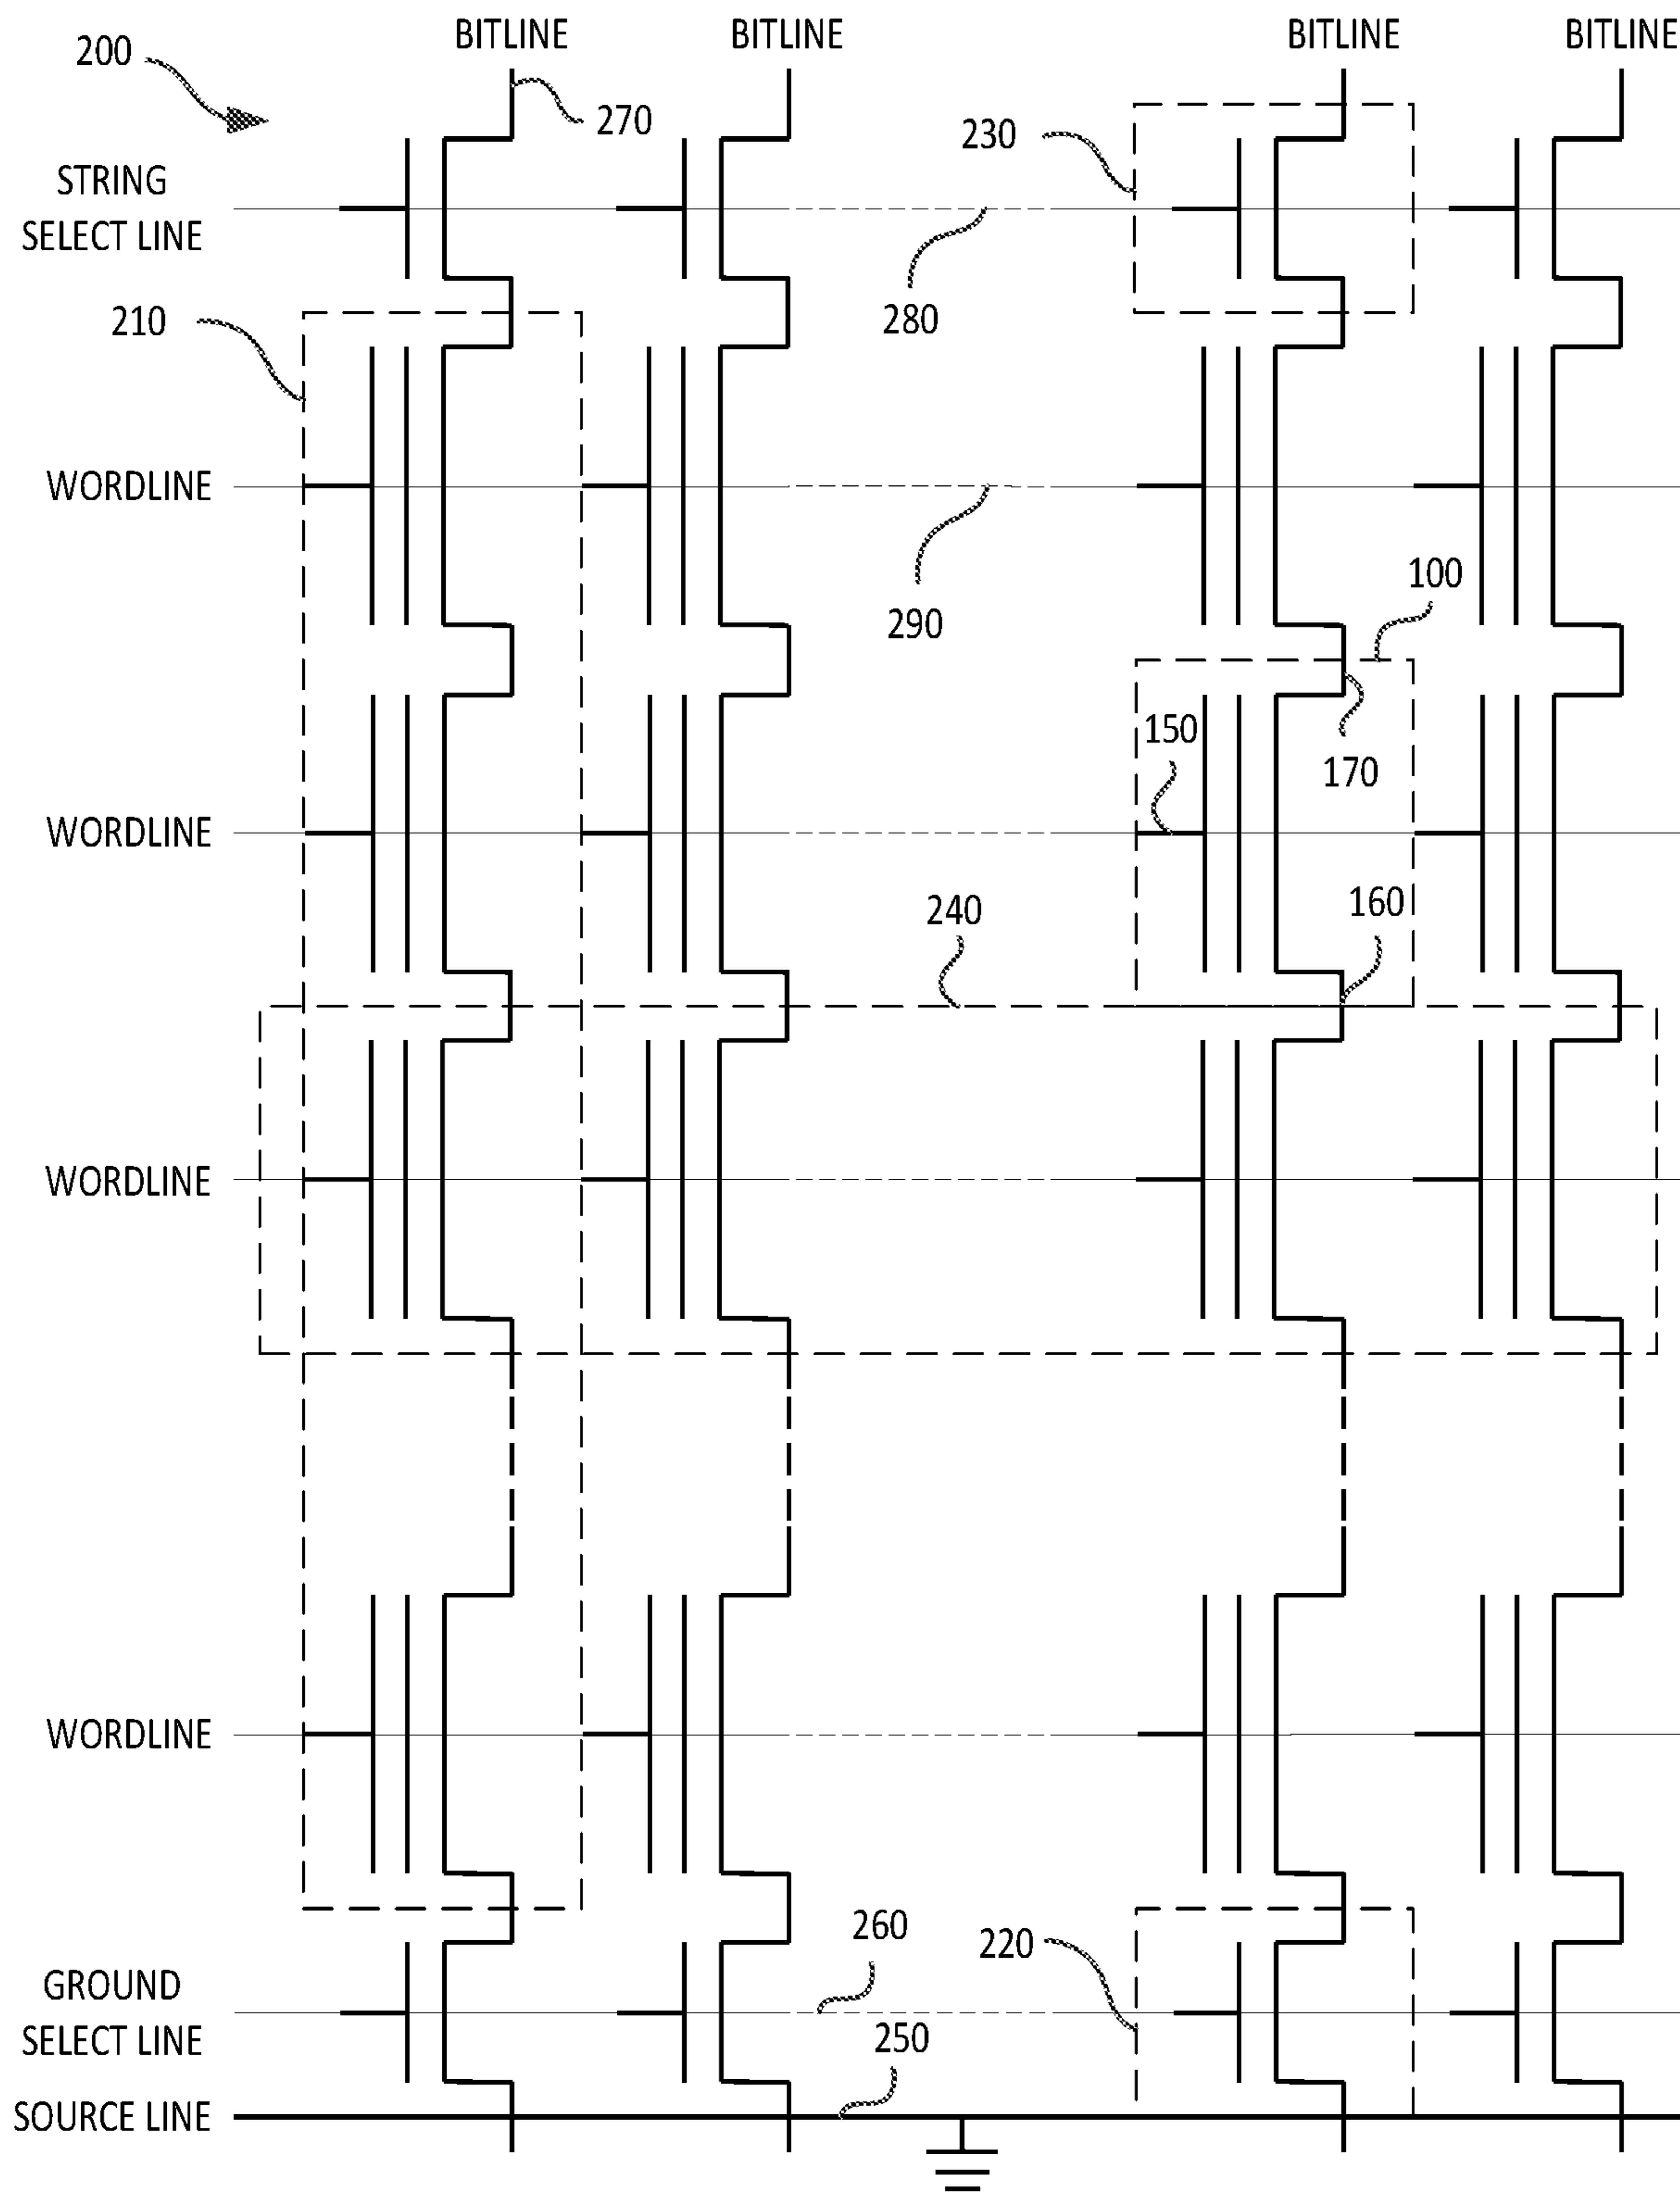 BITLINE BITLINE BITLINE BITLINE
200
270
230
STRING
SELECT LINE
280
210
WORDLINE
290
100
150
170
WORDLINE
240
160
WORDLINE
WORDLINE
260
220
GROUND
SELECT LINE
250
SOURCE LINE